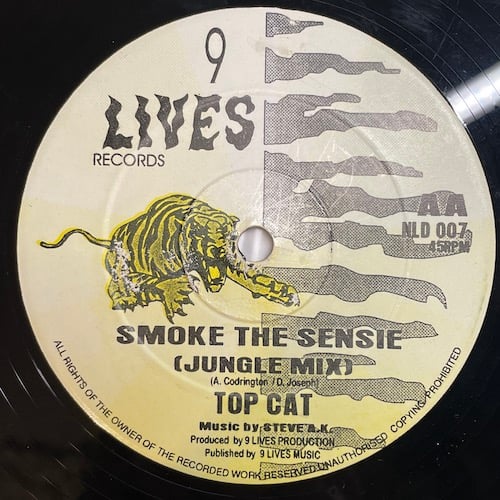 9
LIVES
RECORDS
AA
NLD 007
45RPM
SMOKE THE SENSIE
(JUNGLE MIX)
(A. Codrington / D. Joseph)
TOP CAT
Music by STEVE A.K.
Produced by 9 LIVES PRODUCTION
Published by 9 LIVES MUSIC
ALL RIGHTS OF THE OWNER OF THE RECORDED WORK RESERVED UNAUTHORISED COPYING PROHIBITED